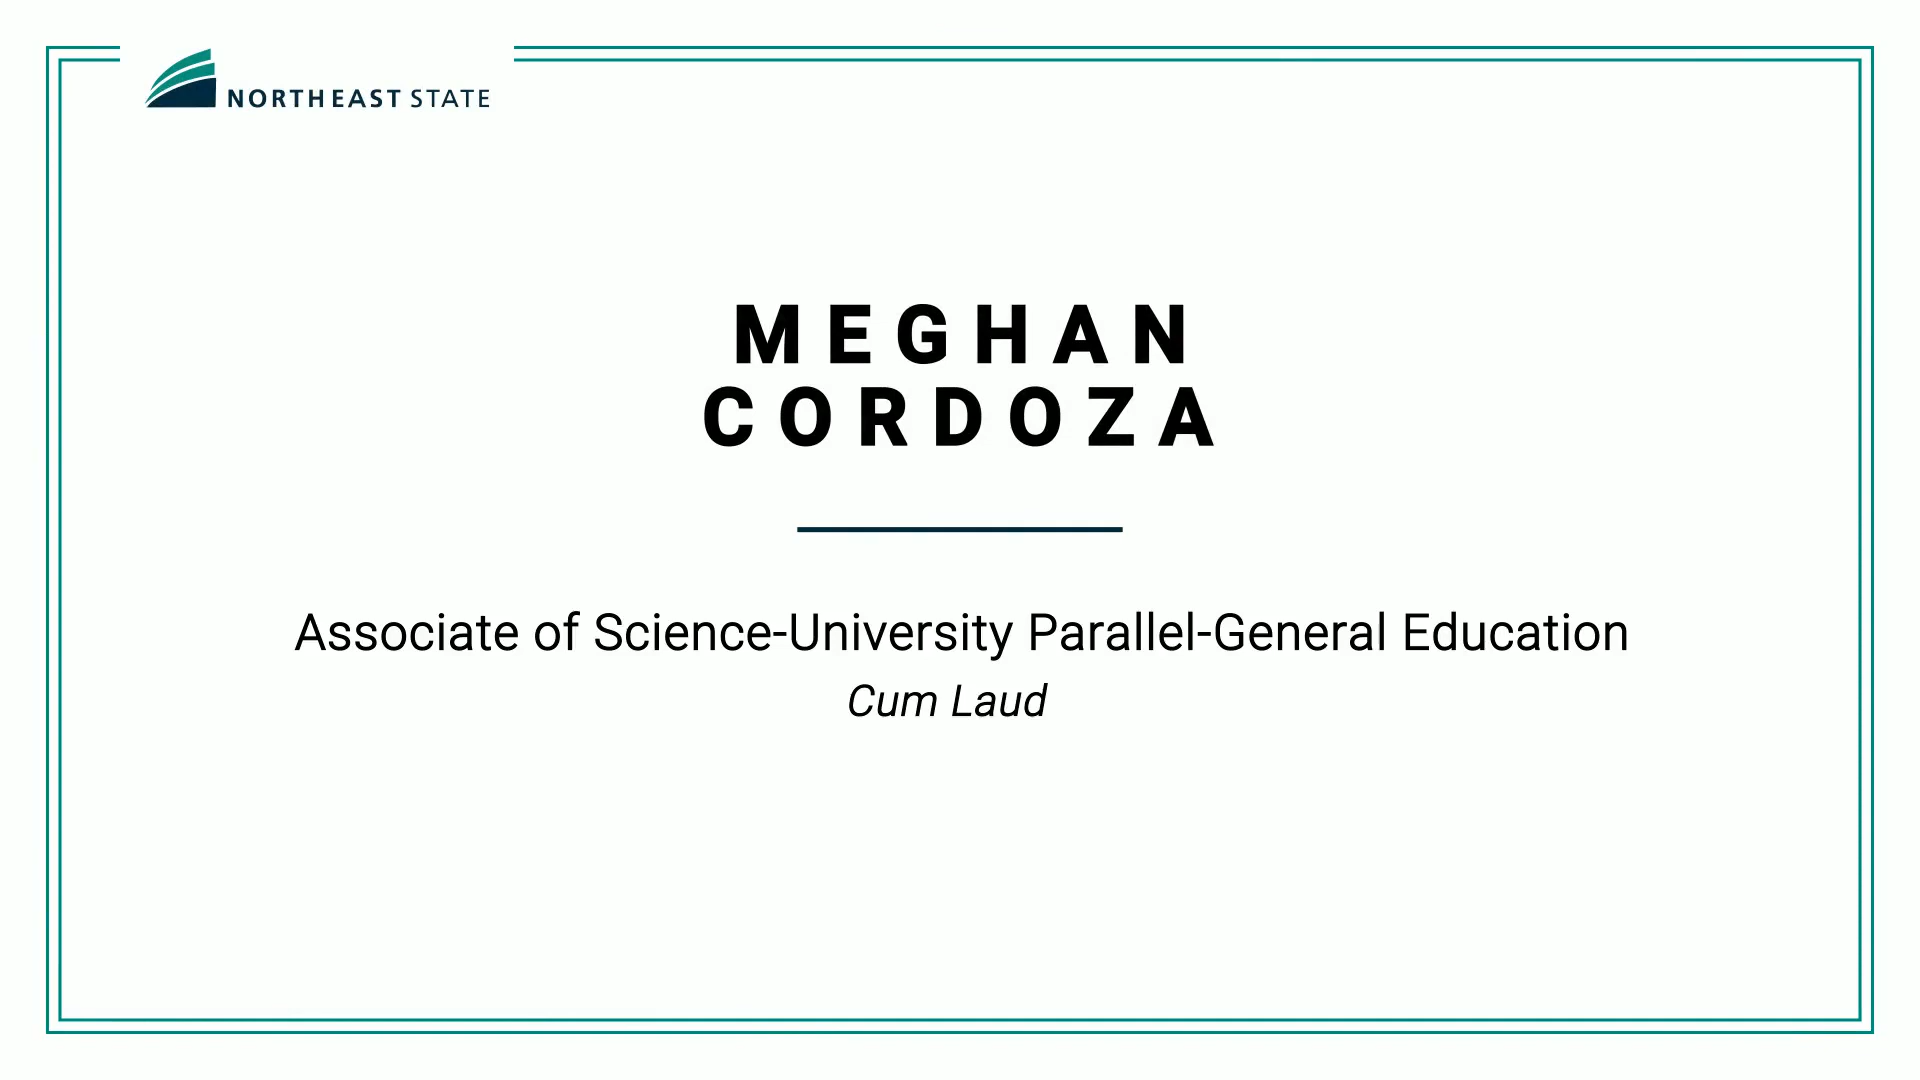 NORTHEAST STATE
MEGHAN
CORDOZA
Associate of Science-University Parallel-General Education
Cum Laud